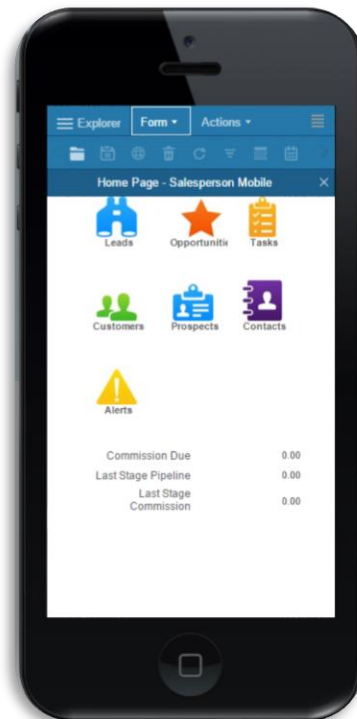 Explorer Form Actions
Home Page - Salesperson Mobile
Leads Opportunitie Tasks
Customers Prospects Contacts
Alerts
Commission Due 0.00
Last Stage Pipeline 0.00
Last Stage
Commission 0.00